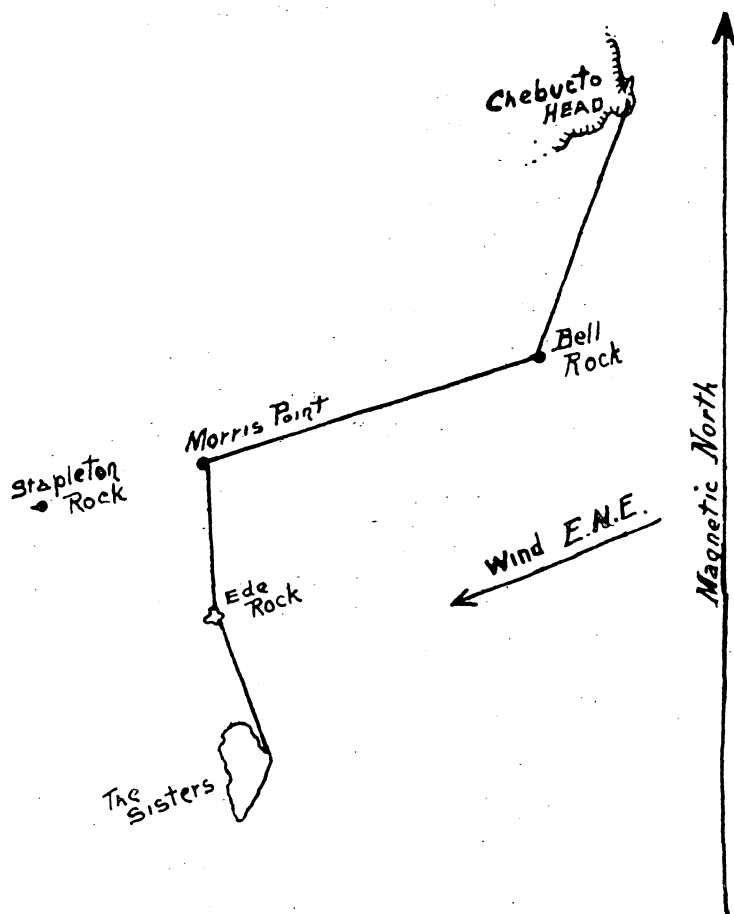 Chebucto
HEAD
Bell
Rock
Morris Point
Stapleton
Rock
Magnetic North
Wind E.N.E.
Ede
Rock
The
Sisters